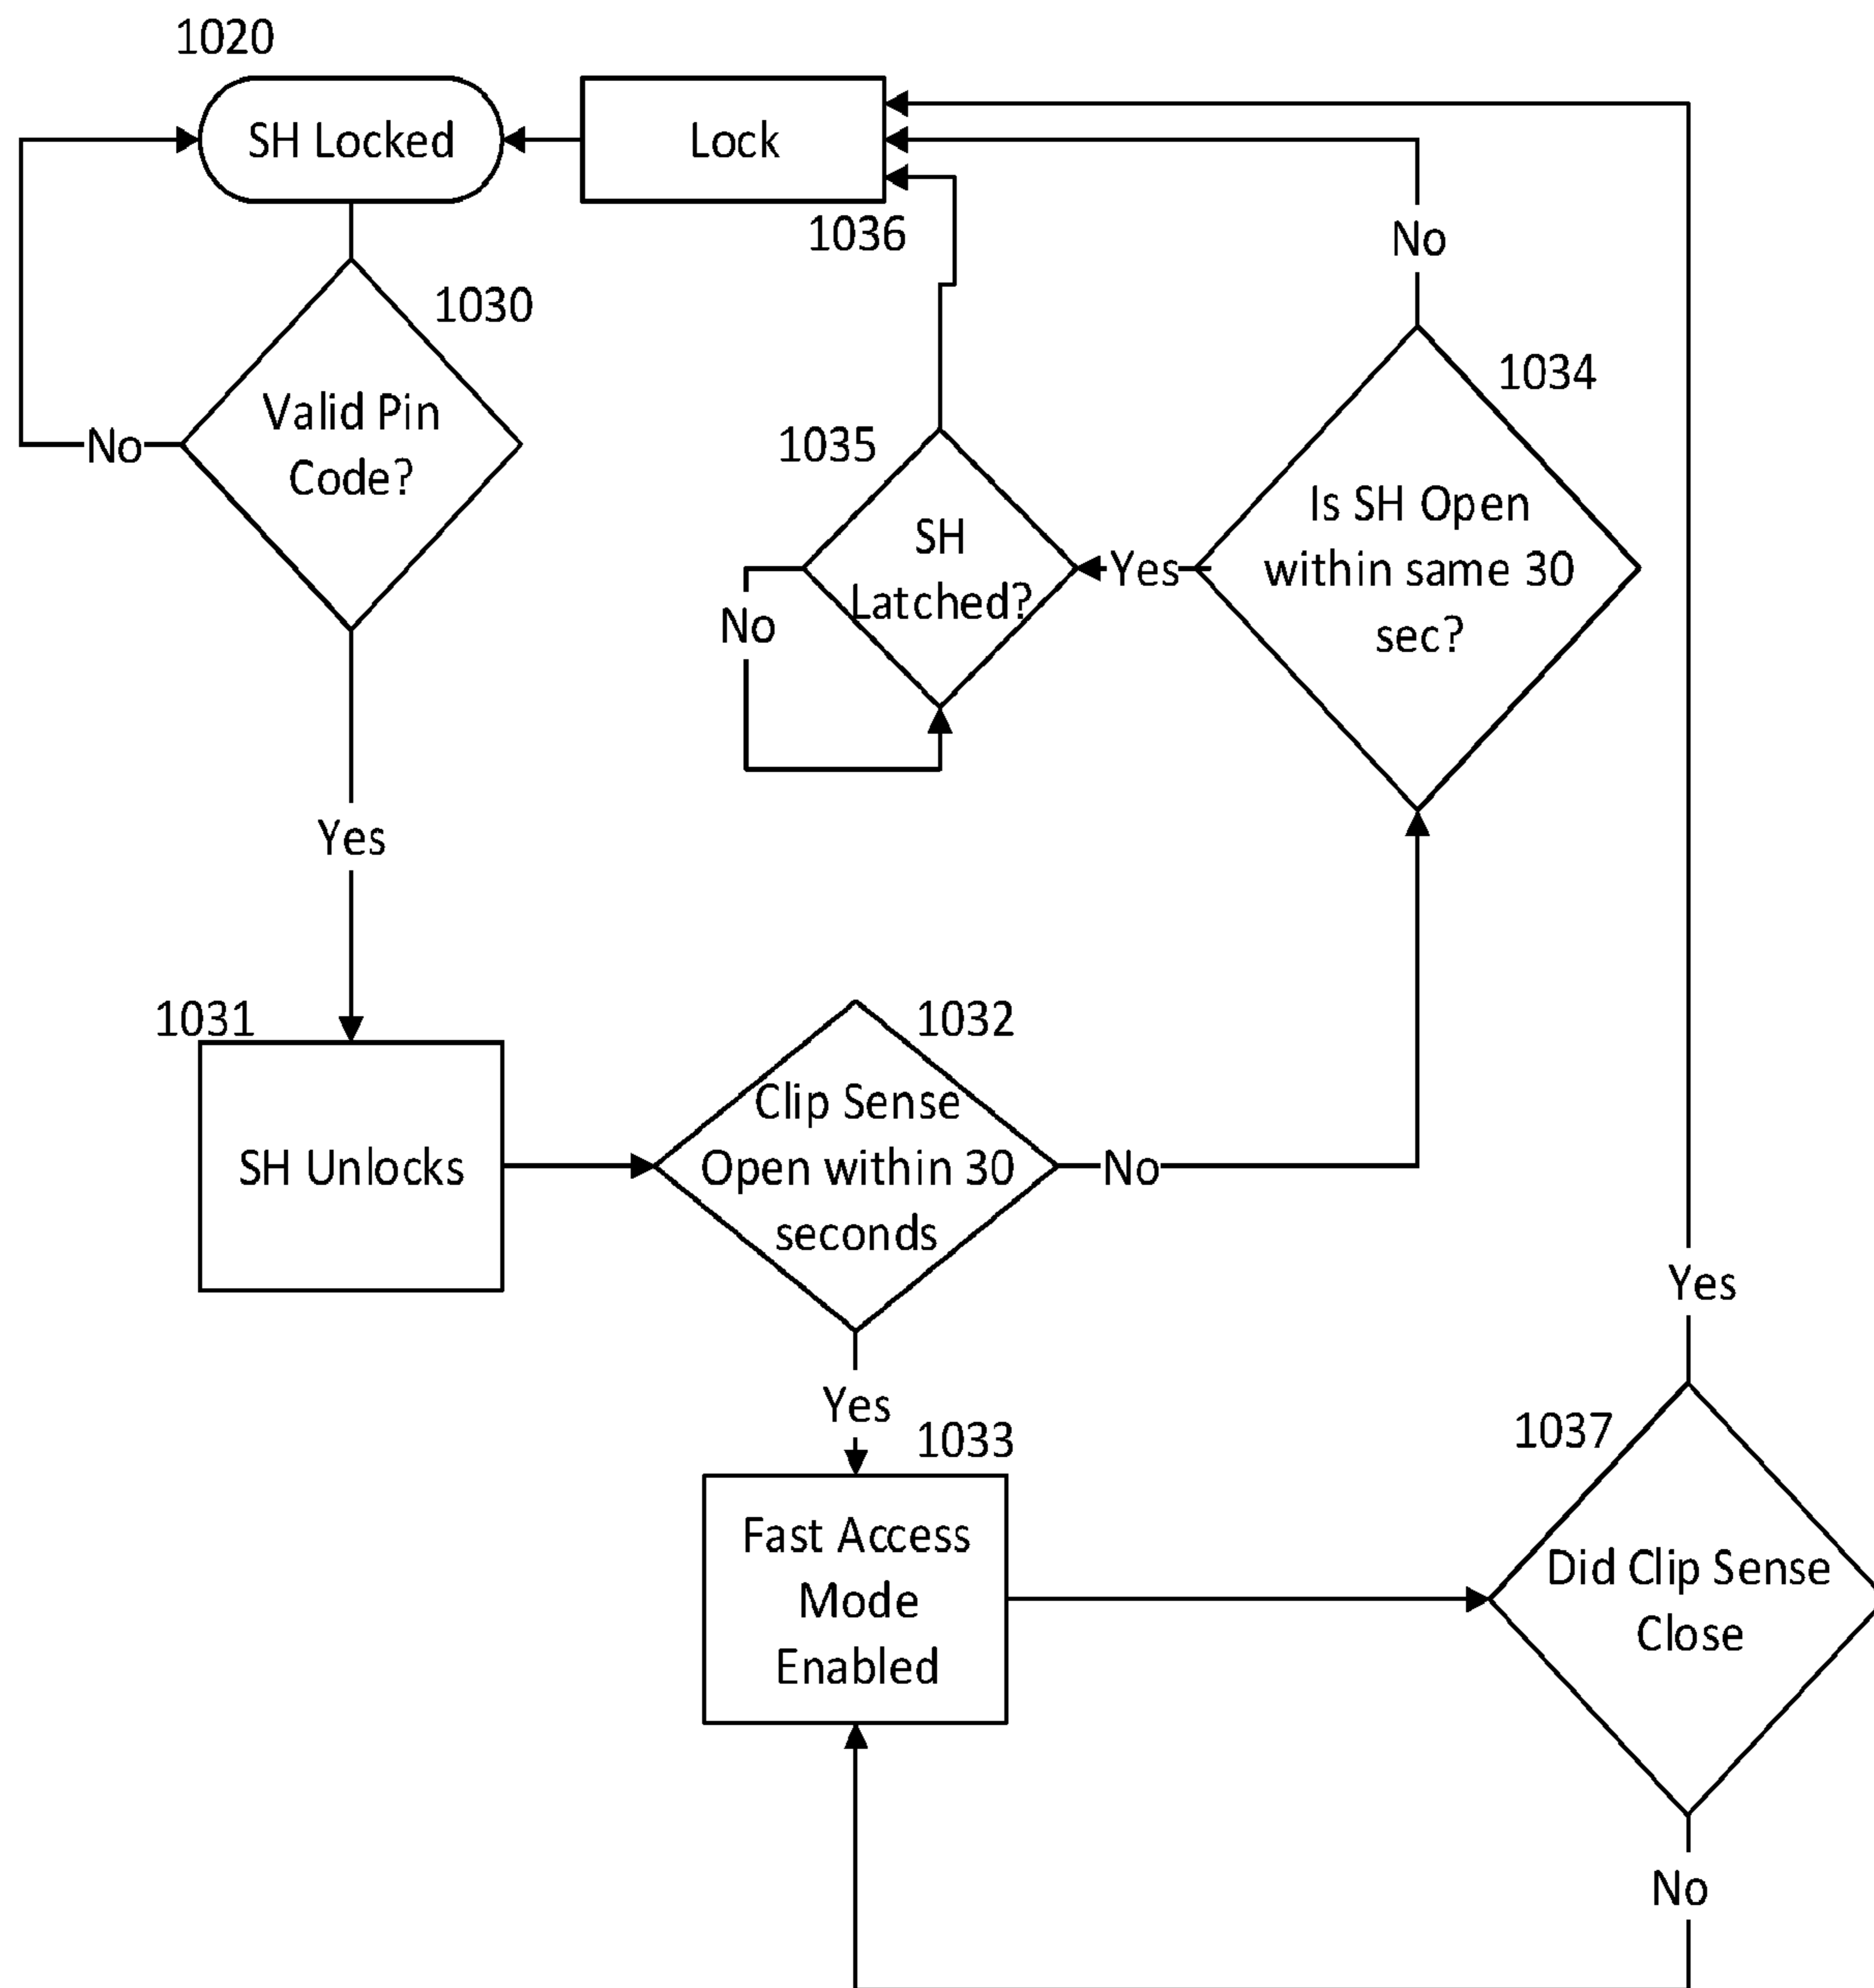 1020
SH Locked
Lock
1036
No
1030
1034
Valid Pin
Code?
No
1035
SH
Latched?
No
Yes
Is SH Open
within same 30
sec?
Yes
1031
SH Unlocks
1032
Clip Sense
Open within 30
seconds
No
Yes
Yes
1033
Fast Access
Mode
Enabled
1037
Did Clip Sense
Close
No